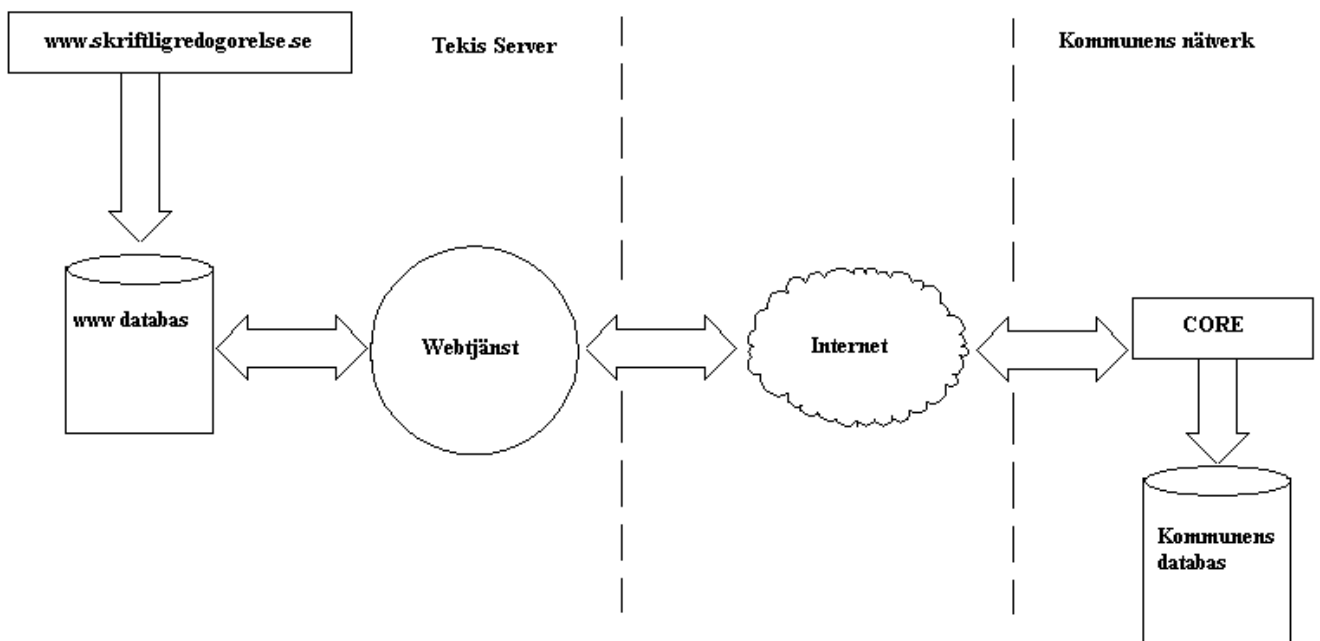 www.skriftligredogorelse.se
Tekis Server
Kommunens nätverk
www databas
Webtjänst
Internet
CORE
Kommunens
databas